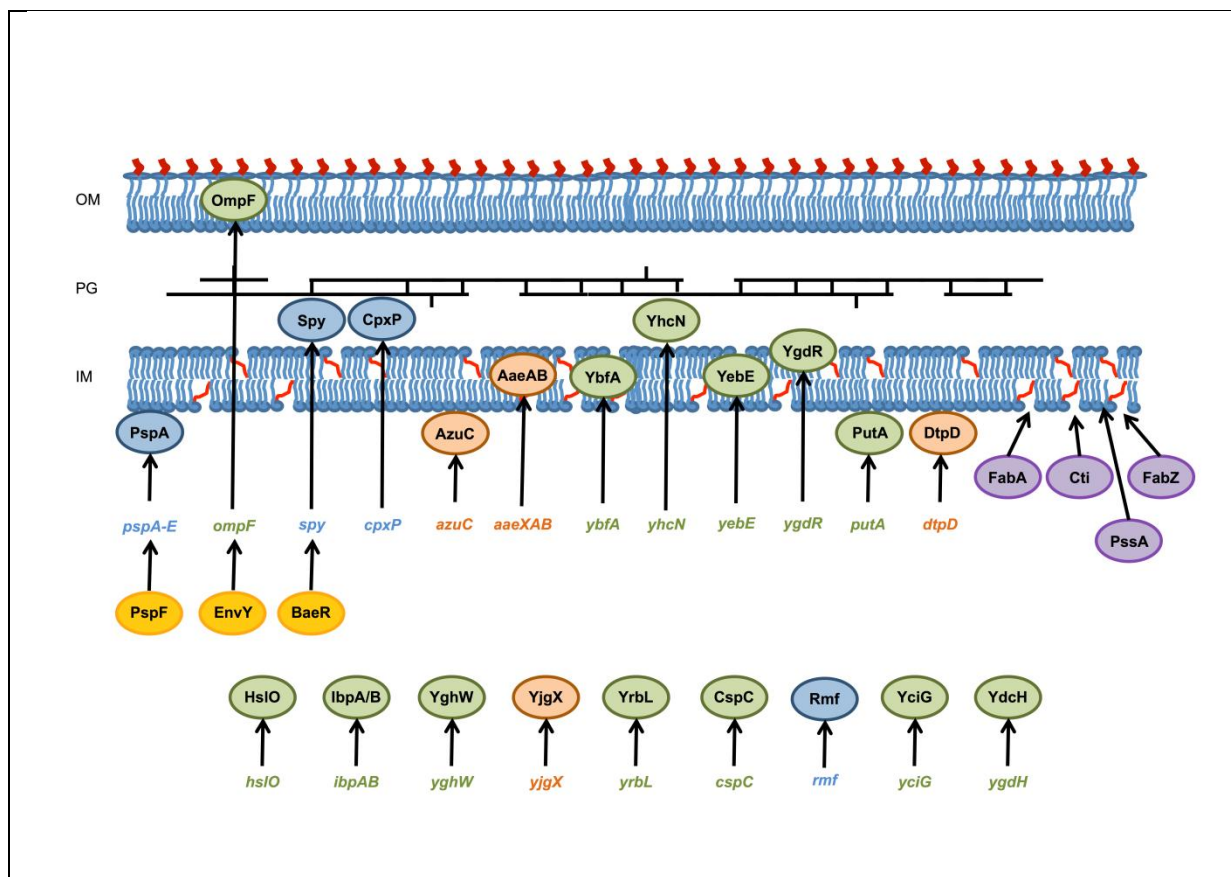 OM
OmpF
PG
Spy CpxP YhcN
IM AaeAB YbfA YebE YgdR
PspA AzuC PutA DtpD
FabA Cti FabZ
pspA-E ompF spy cpxP azuC aaeXAB ybfA yhcN yebE ygdR putA dtpD
PssA
PspF EnvY BaeR
HslO IbpA/B YghW YjgX YrbL CspC Rmf YciG YdcH
hslO ibpAB yghW yjgX yrbL cspC rmf yciG ygdH